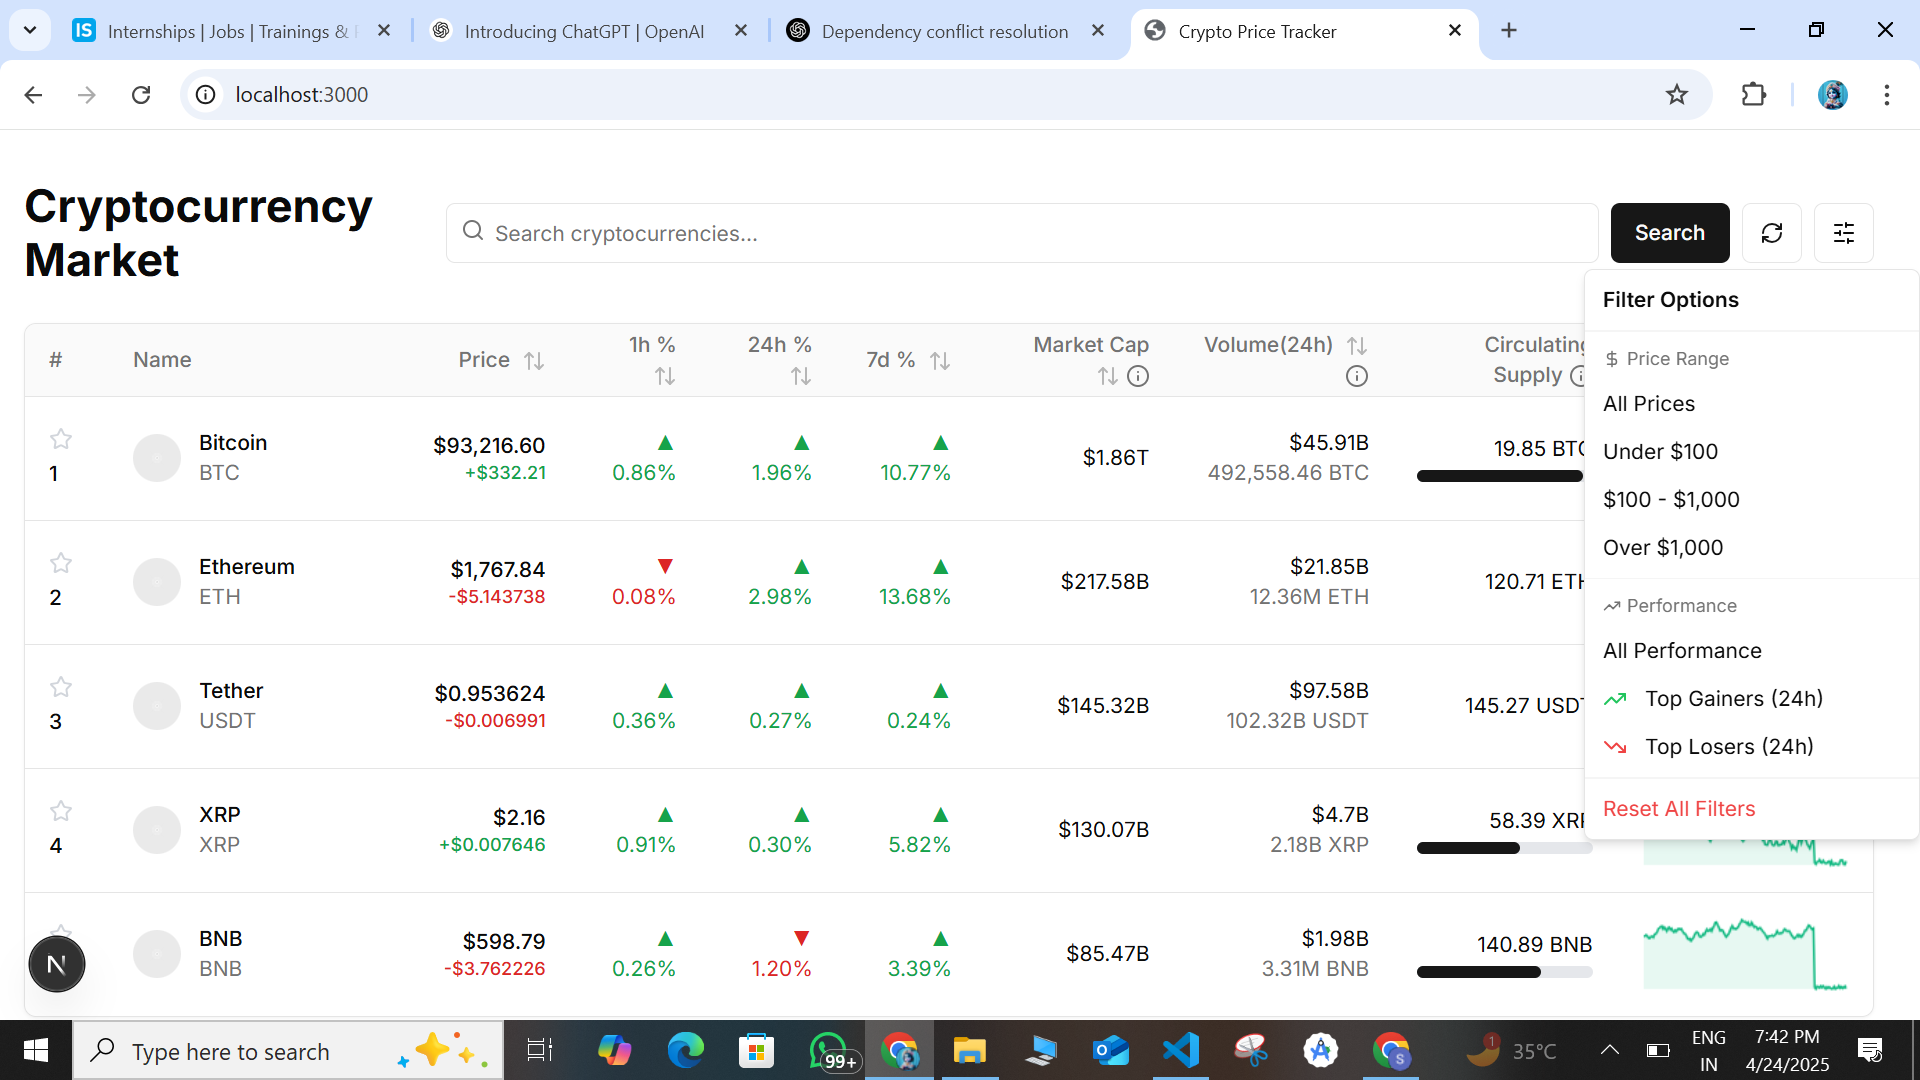 IS Internships | Jobs | Trainings &
Introducing ChatGPT | OpenAI
Dependency conflict resolution
Crypto Price Tracker
localhost:3000
Cryptocurrency
Market
Search cryptocurrencies...
Search
Filter Options
$ Price Range
All Prices
Under $100
$100 - $1,000
Over $1,000
Performance
All Performance
Top Gainers (24h)
Top Losers (24h)
Reset All Filters
# Name Price 1h % 24h % 7d % Market Cap Volume(24h) Circulating
Supply
Bitcoin $93,216.60 $1.86T $45.91B 19.85 BTC
1 BTC +$332.21 0.86% 1.96% 10.77% 492,558.46 BTC
Ethereum $1,767.84 $217.58B $21.85B 120.71 ETH
2 ETH -$5.143738 0.08% 2.98% 13.68% 12.36M ETH
Tether $0.953624 $145.32B $97.58B 145.27 USDT
3 USDT -$0.006991 0.36% 0.27% 0.24% 102.32B USDT
XRP $2.16 $130.07B $4.7B 58.39 XRP
4 XRP +$0.007646 0.91% 0.30% 5.82% 2.18B XRP
BNB $598.79 $85.47B $1.98B 140.89 BNB
N BNB -$3.762226 0.26% 1.20% 3.39% 3.31M BNB
Type here to search
99+
S
1
35°C
ENG
IN
7:42 PM
4/24/2025